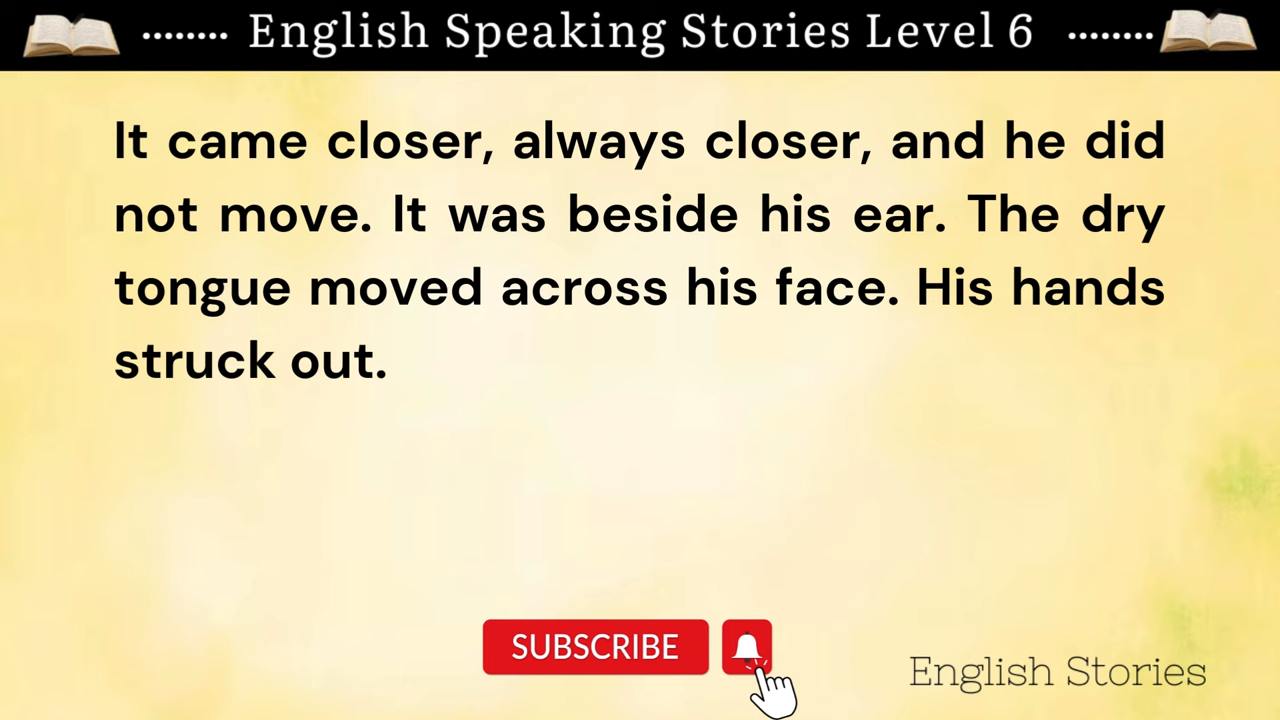 ........ English Speaking Stories Level 6 ........
It came closer, always closer, and he did
not move. It was beside his ear. The dry
tongue moved across his face. His hands
struck out.
SUBSCRIBE
English Stories